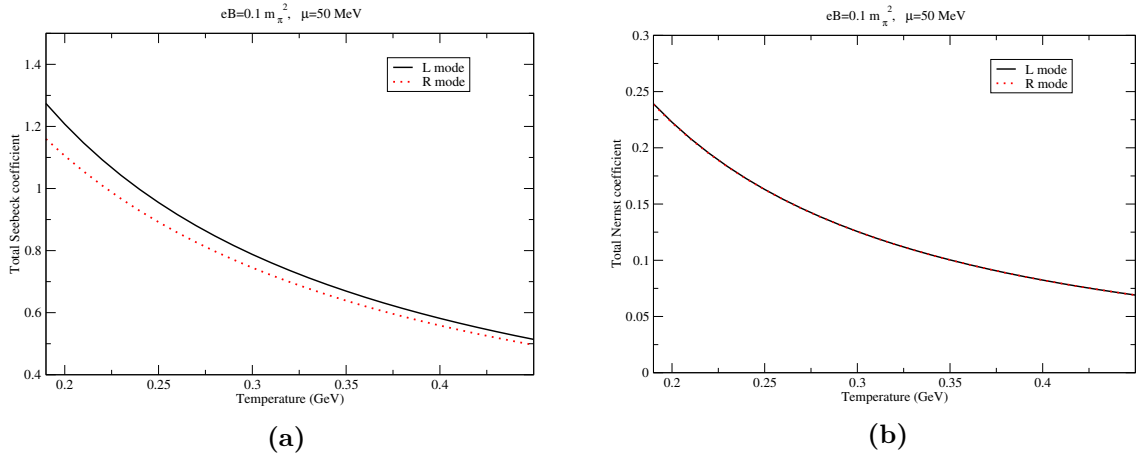 eB=0.1 m_π^2, μ=50 MeV
L mode
R mode
Total Seebeck coefficient
1.4
1.2
1
0.8
0.6
0.4
0.2
0.25
0.3
0.35
0.4
Temperature (GeV)
(a)
eB=0.1 m_π^2, μ=50 MeV
L mode
R mode
Total Nernst coefficient
0.3
0.25
0.2
0.15
0.1
0.05
0
0.2
0.25
0.3
0.35
0.4
Temperature (GeV)
(b)